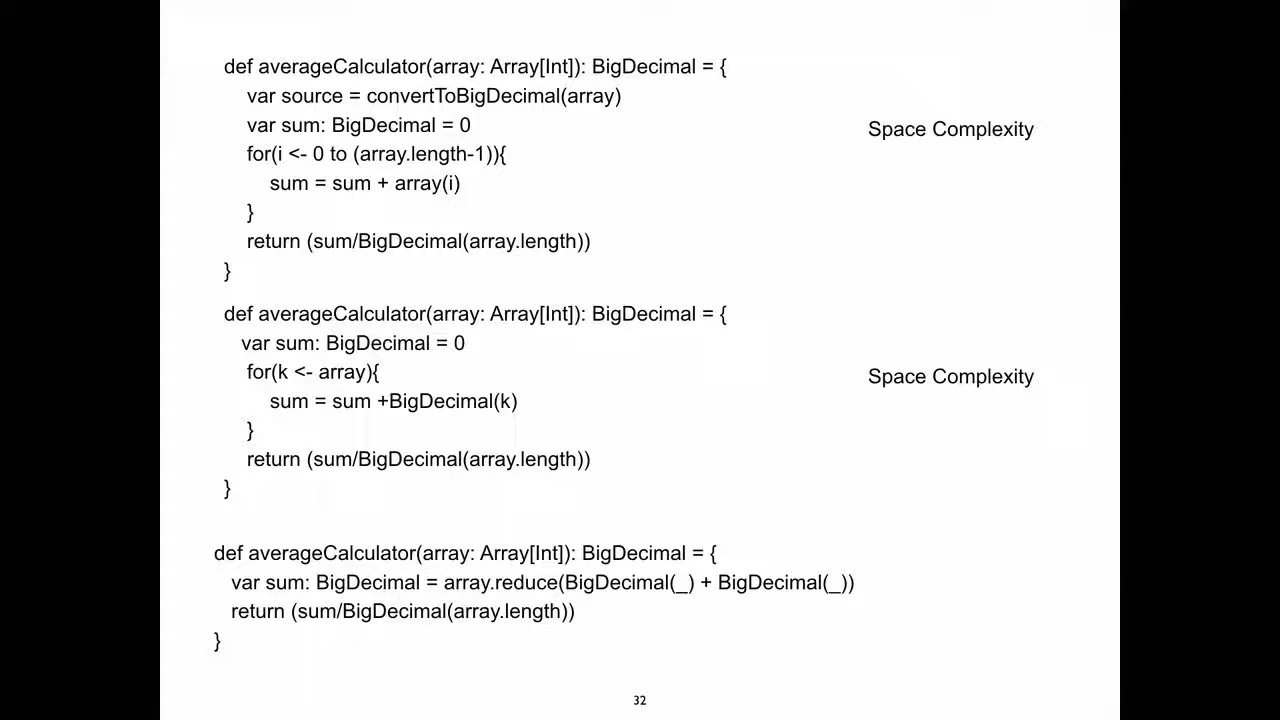 def averageCalculator(array: Array[Int]): BigDecimal = {
var source = convertToBigDecimal(array)
var sum: BigDecimal = 0
for(i <- 0 to (array.length-1)){
sum = sum + array(i)
}
return (sum/BigDecimal(array.length))
}
Space Complexity
def averageCalculator(array: Array[Int]): BigDecimal = {
var sum: BigDecimal = 0
for(k <- array){
sum = sum +BigDecimal(k)
}
return (sum/BigDecimal(array.length))
}
Space Complexity
def averageCalculator(array: Array[Int]): BigDecimal = {
var sum: BigDecimal = array.reduce(BigDecimal(_) + BigDecimal(_))
return (sum/BigDecimal(array.length))
}
32